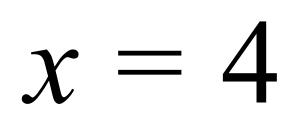 x = 4